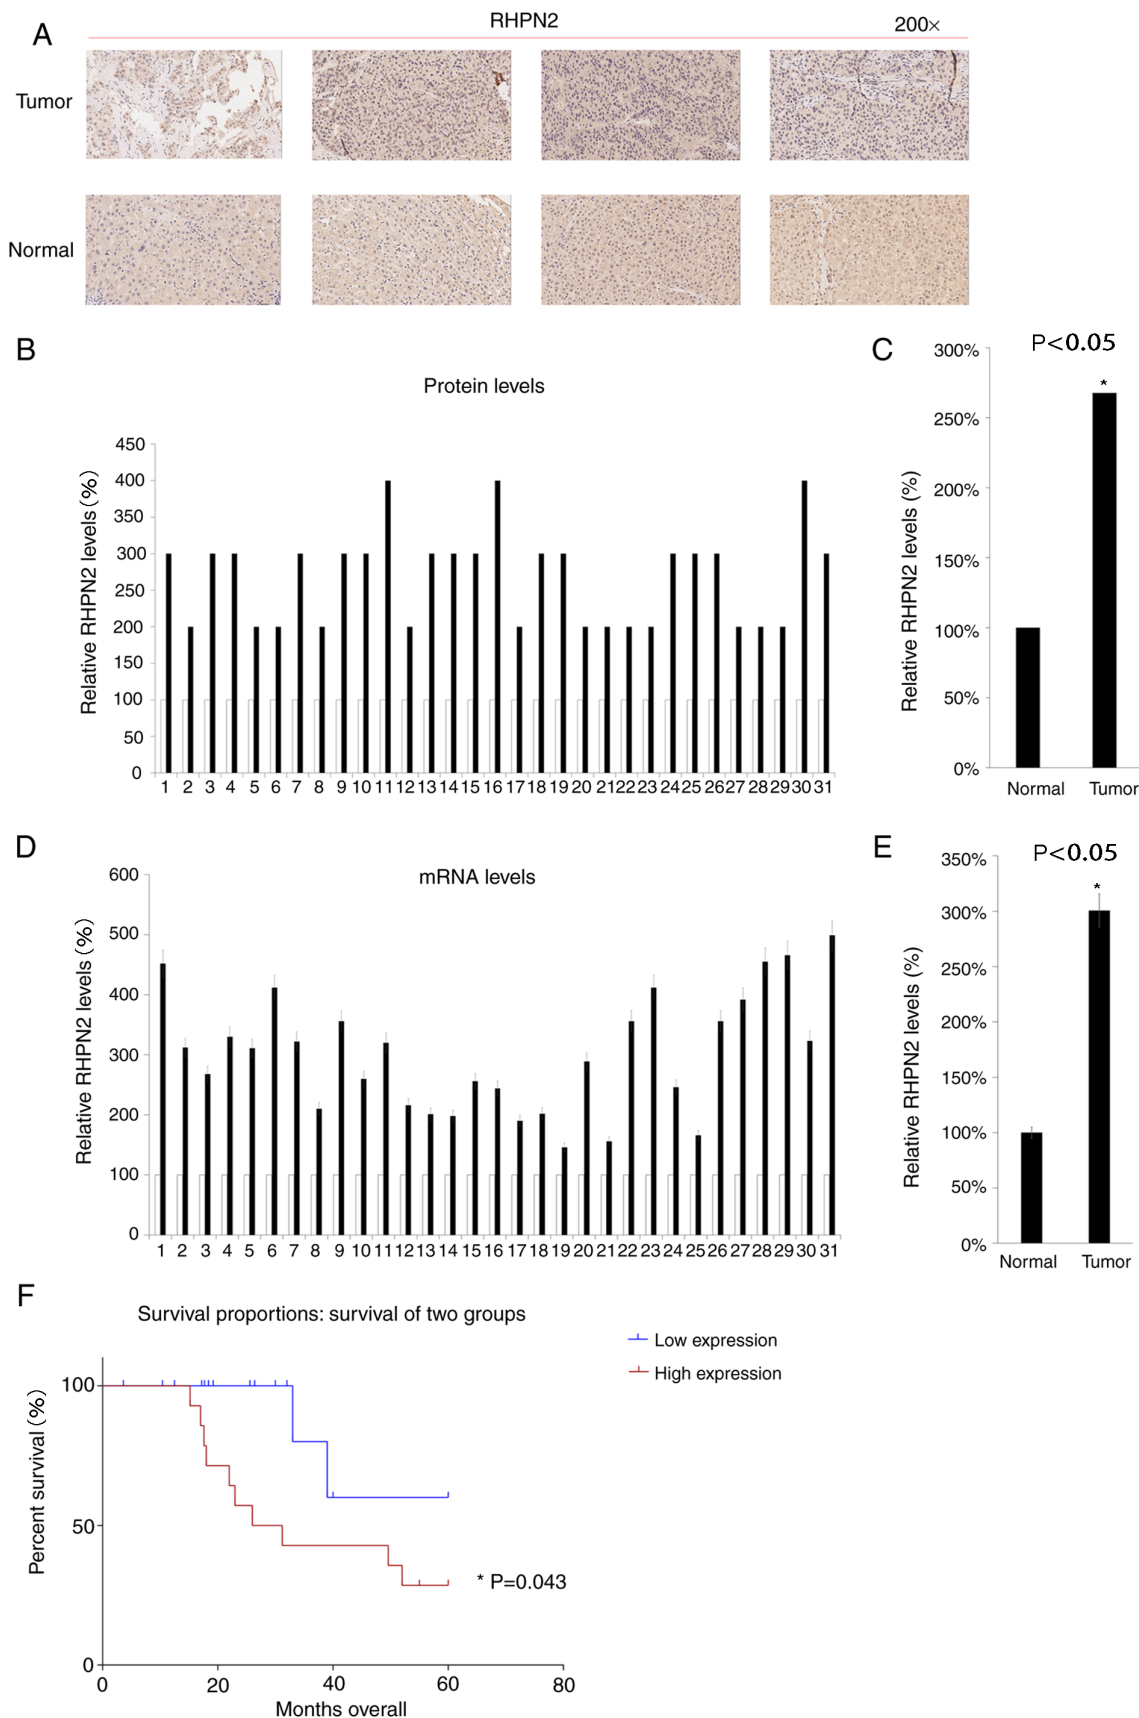 A
RHPN2
200×
Tumor
Normal
B
Protein levels
Relative RHPN2 levels (%)
450
400
350
300
250
200
150
100
50
0
1 2 3 4 5 6 7 8 9 10 11 12 13 14 15 16 17 18 19 20 21 22 23 24 25 26 27 28 29 30 31
C
P<0.05
Relative RHPN2 levels (%)
300%
250%
200%
150%
100%
50%
0%
*
Normal Tumor
D
mRNA levels
Relative RHPN2 levels (%)
600
500
400
300
200
100
0
1 2 3 4 5 6 7 8 9 10 11 12 13 14 15 16 17 18 19 20 21 22 23 24 25 26 27 28 29 30 31
E
P<0.05
Relative RHPN2 levels (%)
350%
300%
250%
200%
150%
100%
50%
0%
*
Normal Tumor
F
Survival proportions: survival of two groups
Low expression
High expression
Percent survival (%)
100
50
0
* P=0.043
0 20 40 60 80
Months overall